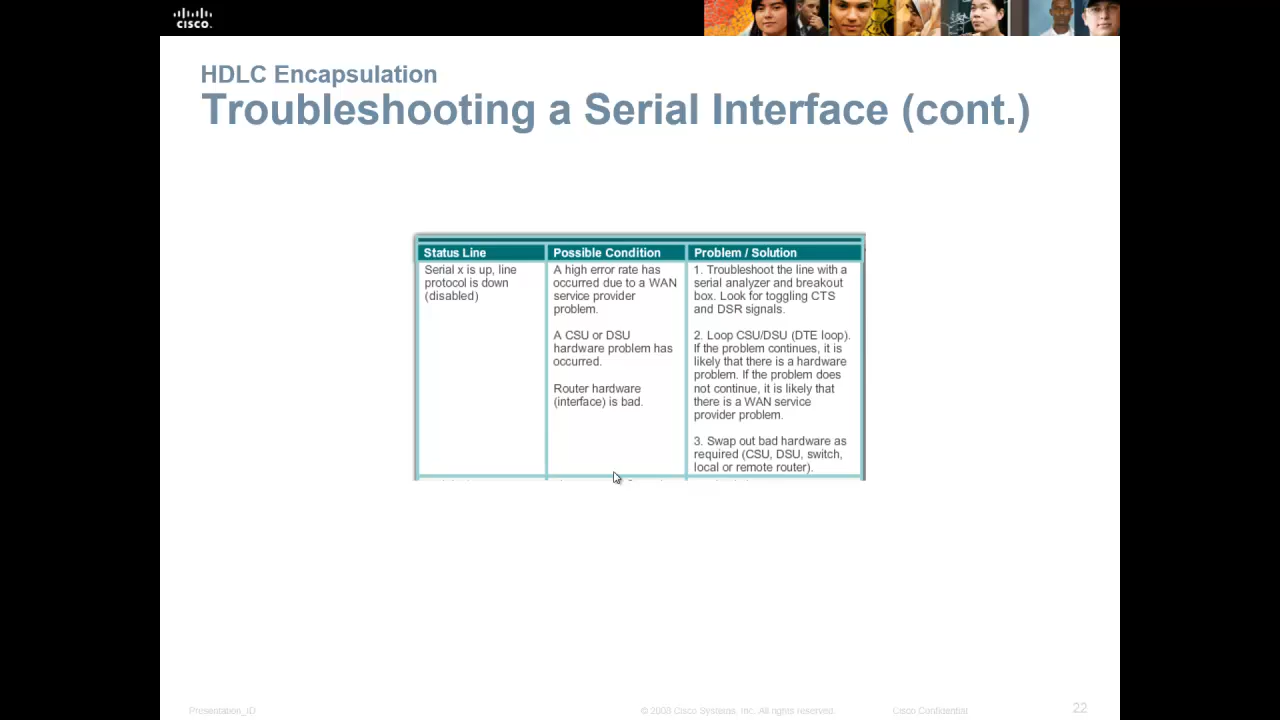 CISCO.
HDLC Encapsulation
Troubleshooting a Serial Interface (cont.)
Status Line
Possible Condition
Problem / Solution
Serial x is up, line
protocol is down
(disabled)
A high error rate has
occurred due to a WAN
service provider
problem.
A CSU or DSU
hardware problem has
occurred.
Router hardware
(interface) is bad.
1. Troubleshoot the line with a
serial analyzer and breakout
box. Look for toggling CTS
and DSR signals.
2. Loop CSU/DSU (DTE loop).
If the problem continues, it is
likely that there is a hardware
problem. If the problem does
not continue, it is likely that
there is a WAN service
provider problem.
3. Swap out bad hardware as
required (CSU, DSU, switch,
local or remote router).
Presentation_ID
© 2008 Cisco Systems, Inc. All rights reserved.
Cisco Confidential
22